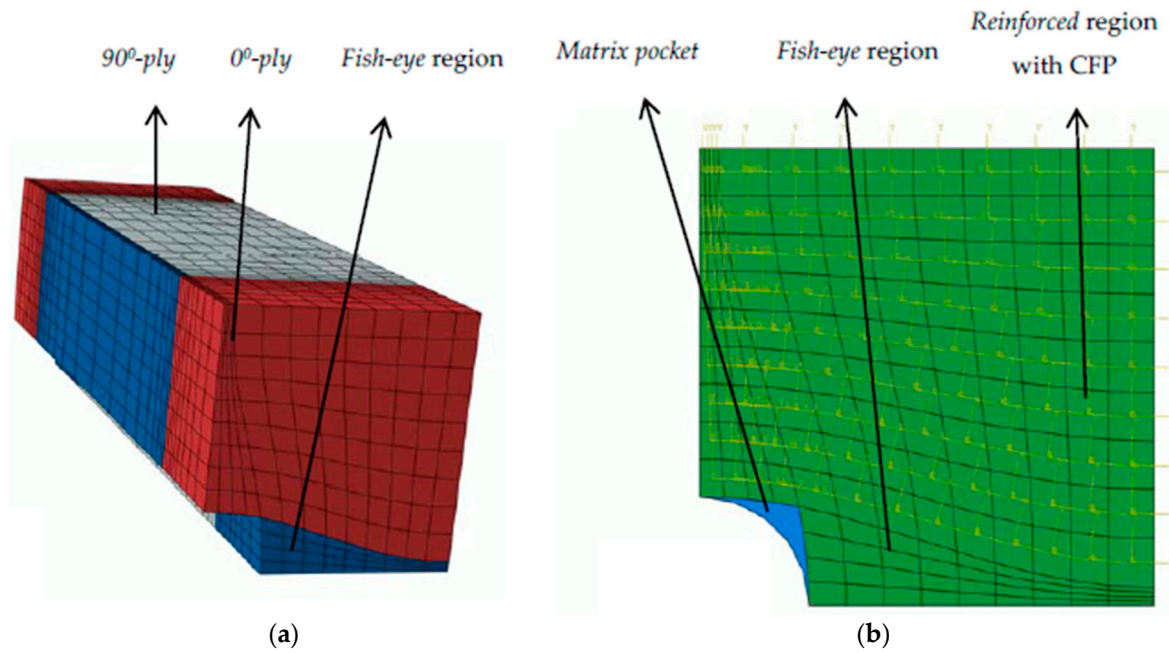 90⁰-ply
0⁰-ply
Fish-eye region
(a)
Matrix pocket
Fish-eye region
Reinforced region
with CFP
(b)